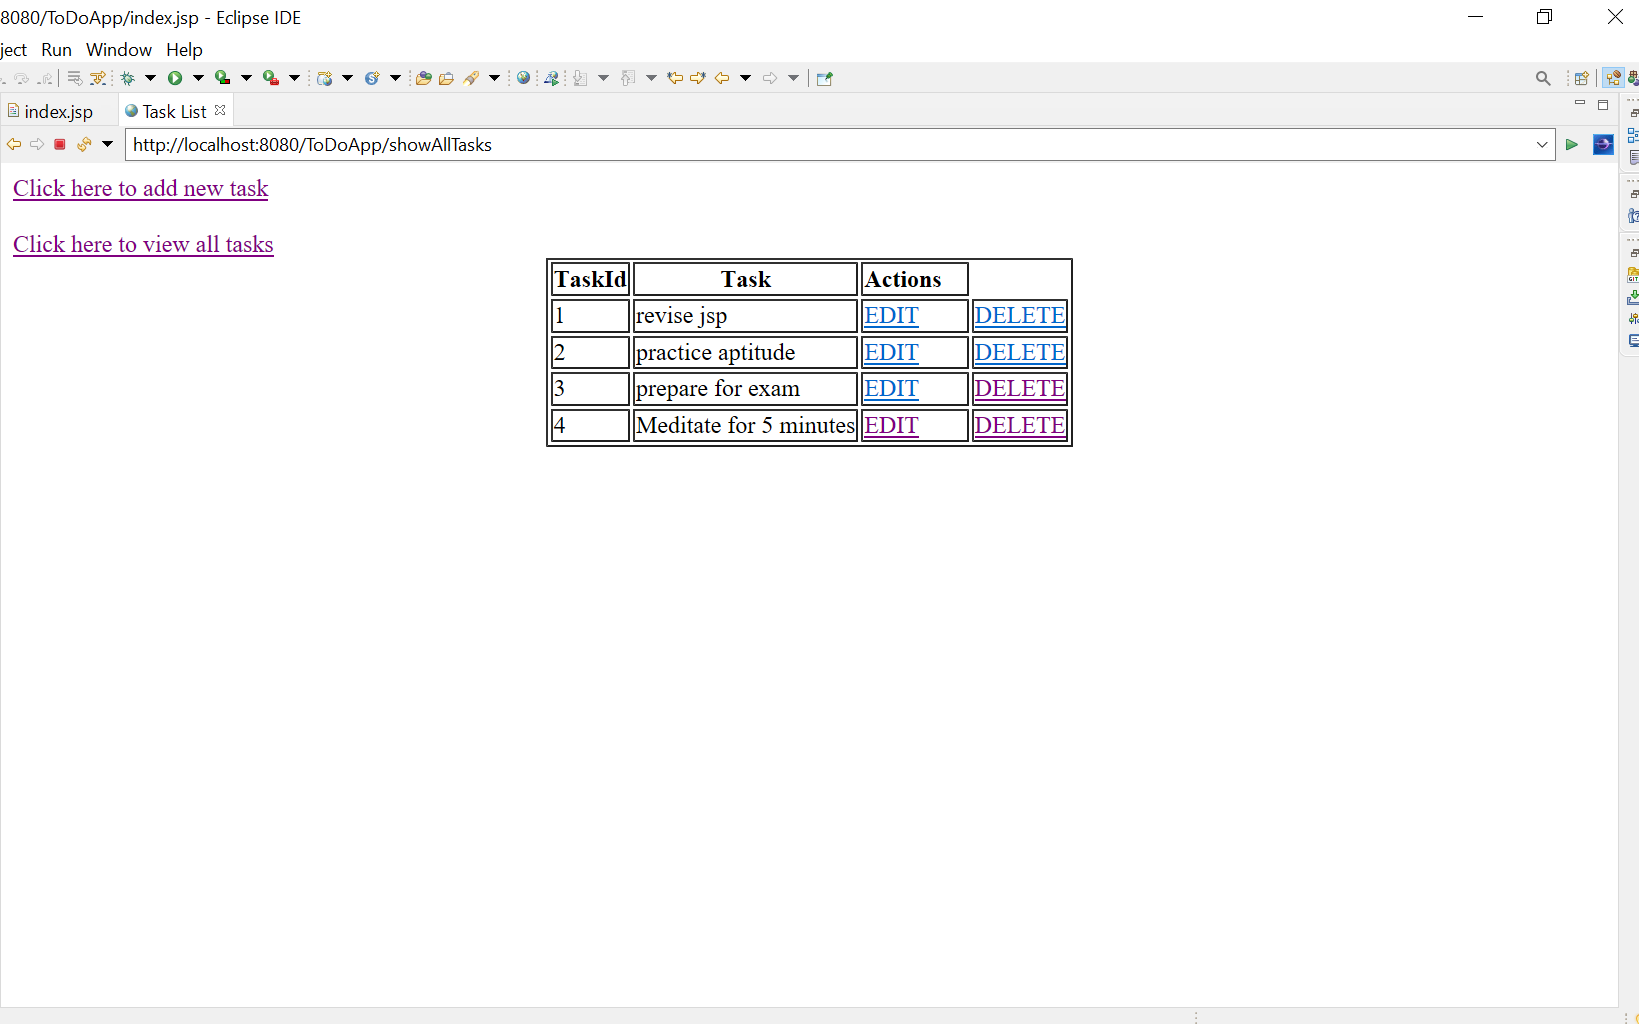 8080/ToDoApp/index.jsp - Eclipse IDE
ject Run Window Help
index.jsp Task List
http://localhost:8080/ToDoApp/showAllTasks
Click here to add new task
Click here to view all tasks
TaskId Task Actions
1 revise jsp EDIT DELETE
2 practice aptitude EDIT DELETE
3 prepare for exam EDIT DELETE
4 Meditate for 5 minutes EDIT DELETE